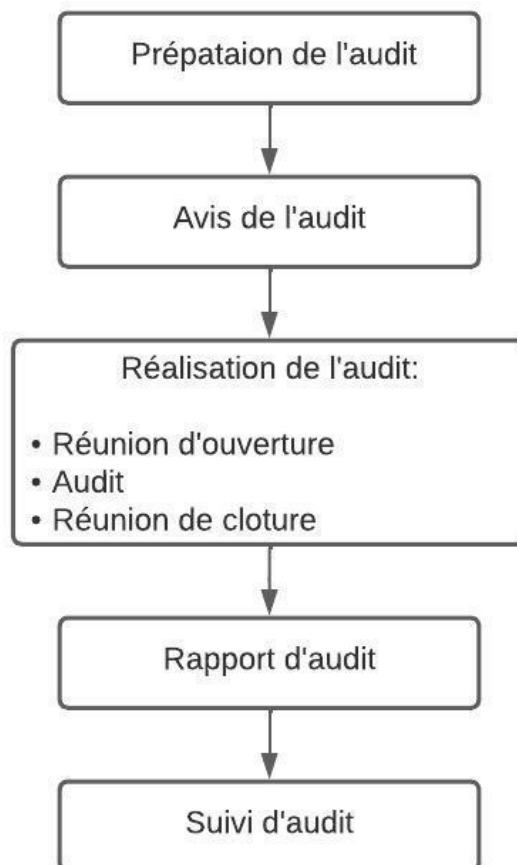 Prépataion de l'audit
Avis de l'audit
Réalisation de l'audit:
• Réunion d'ouverture
• Audit
• Réunion de cloture
Rapport d'audit
Suivi d'audit